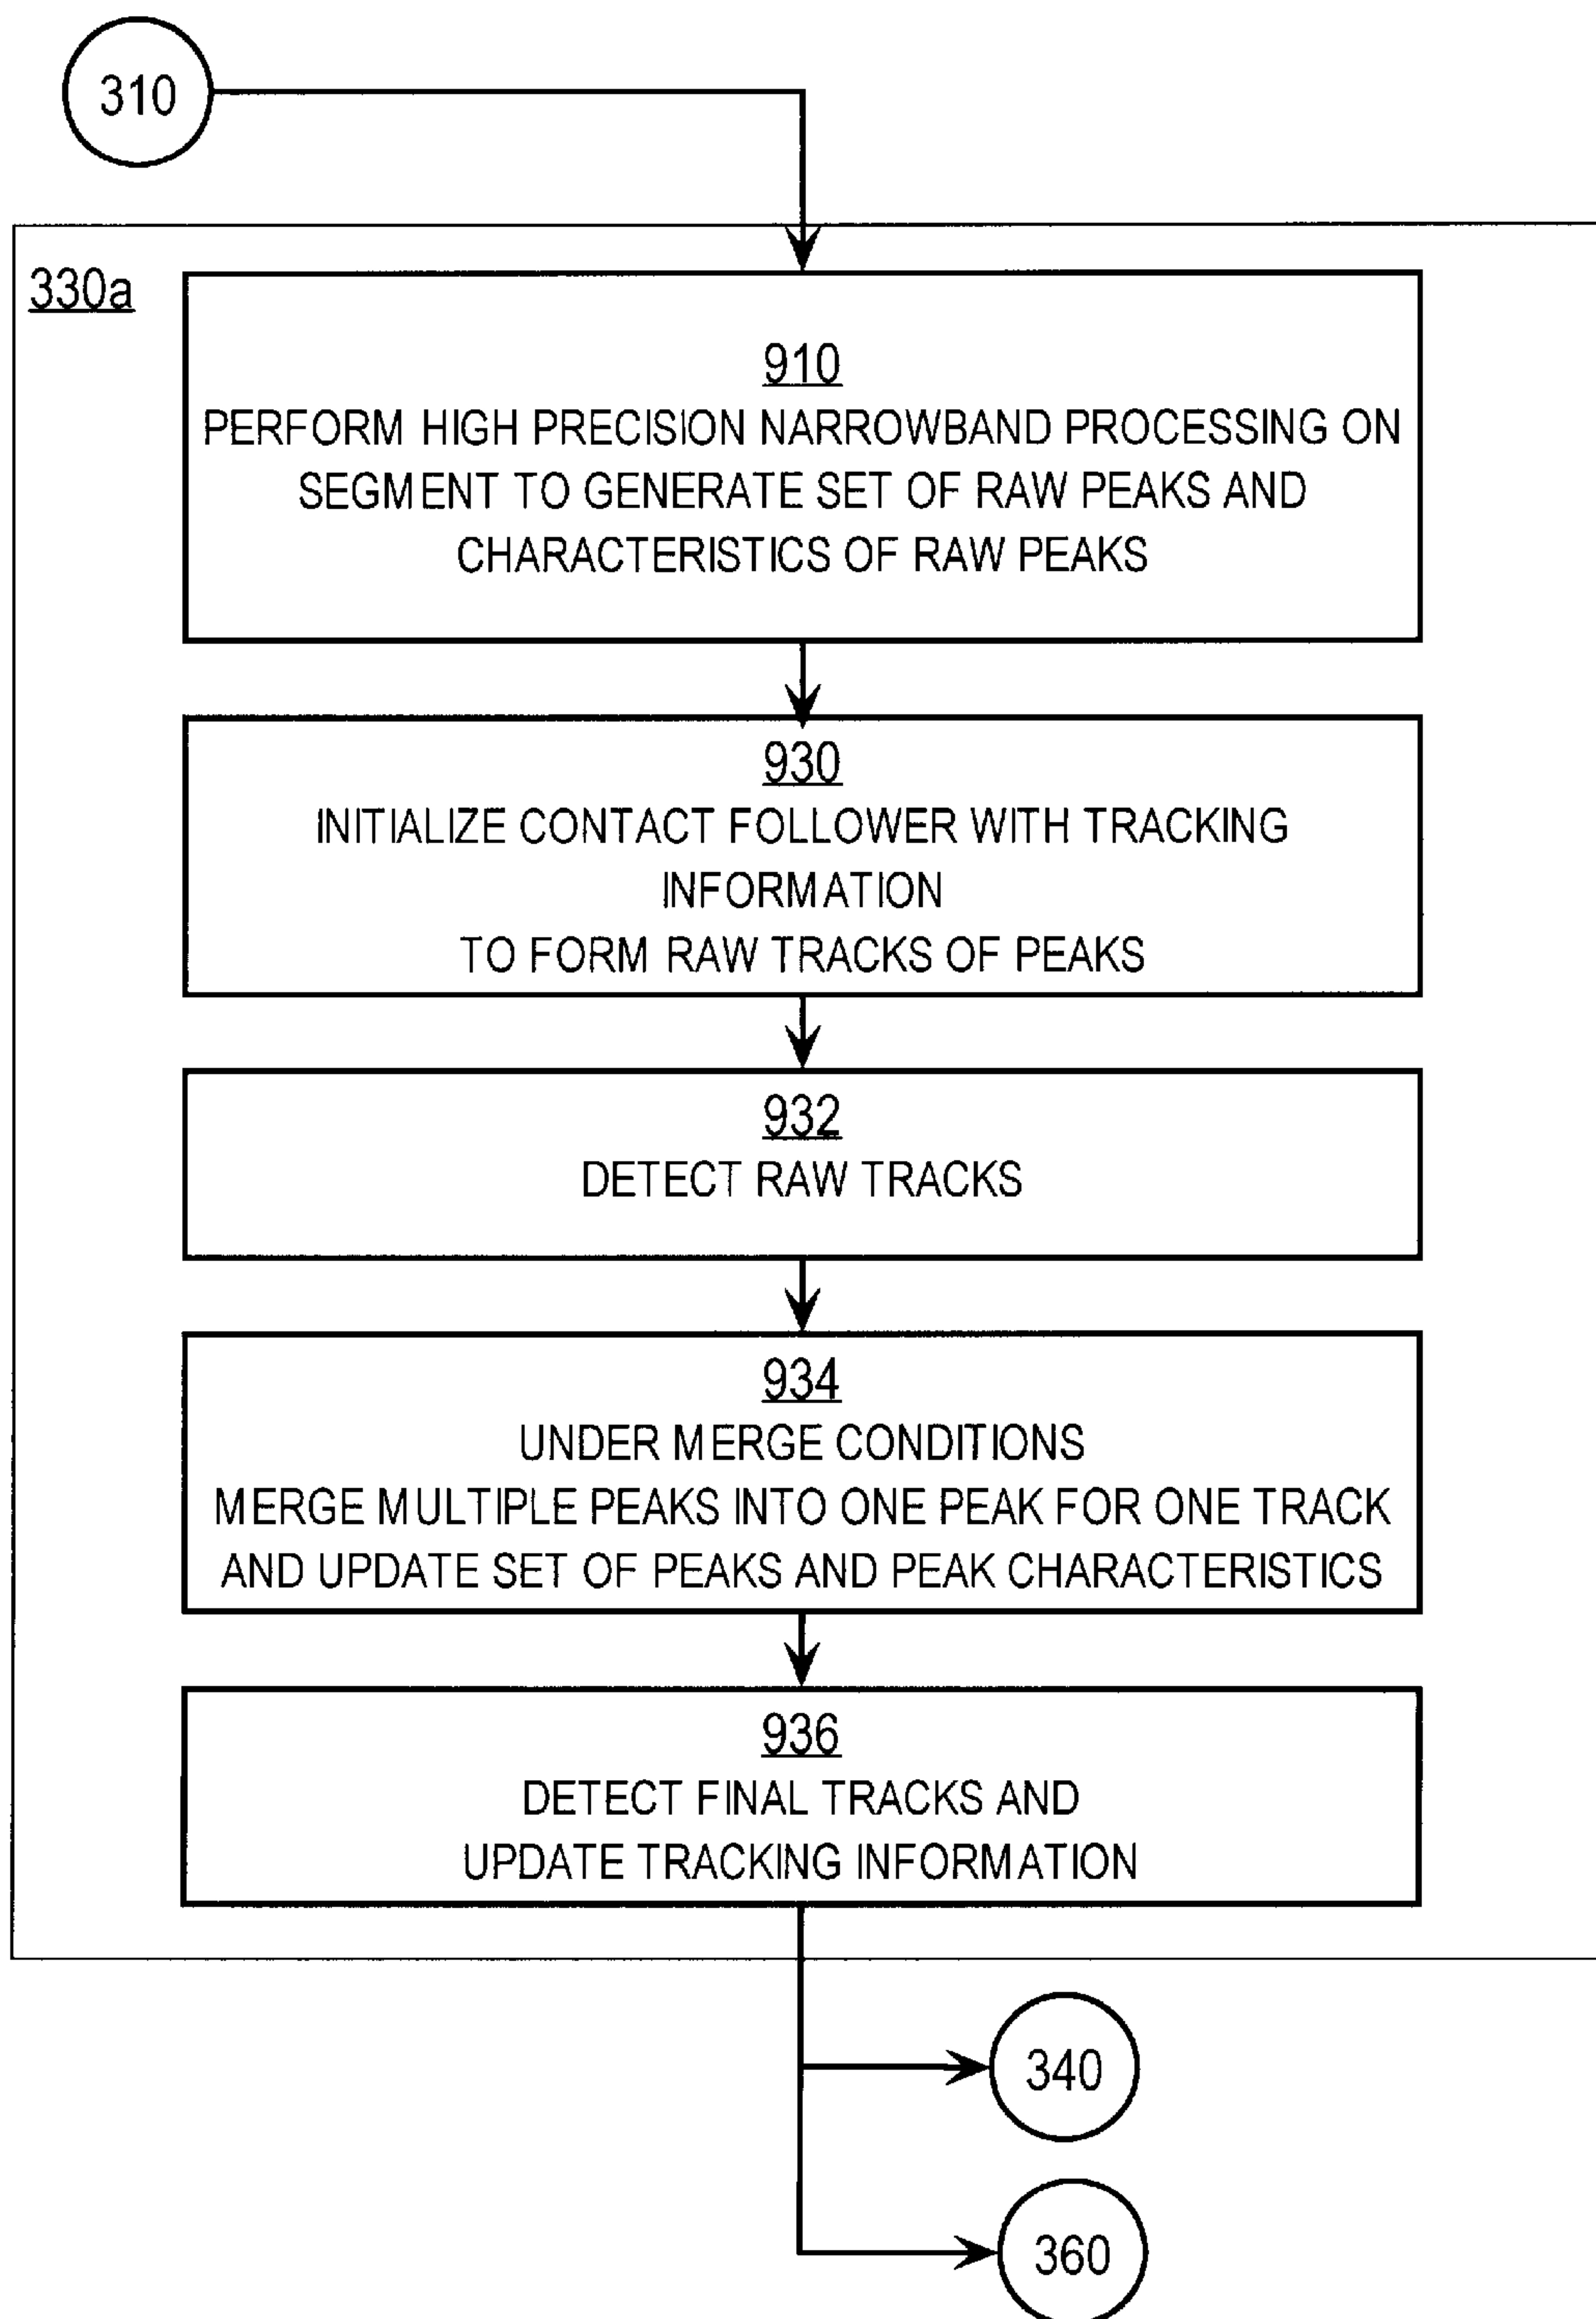 310
330a
910
PERFORM HIGH PRECISION NARROWBAND PROCESSING ON
SEGMENT TO GENERATE SET OF RAW PEAKS AND
CHARACTERISTICS OF RAW PEAKS
930
INITIALIZE CONTACT FOLLOWER WITH TRACKING
INFORMATION
TO FORM RAW TRACKS OF PEAKS
932
DETECT RAW TRACKS
934
UNDER MERGE CONDITIONS
MERGE MULTIPLE PEAKS INTO ONE PEAK FOR ONE TRACK
AND UPDATE SET OF PEAKS AND PEAK CHARACTERISTICS
936
DETECT FINAL TRACKS AND
UPDATE TRACKING INFORMATION
340
360